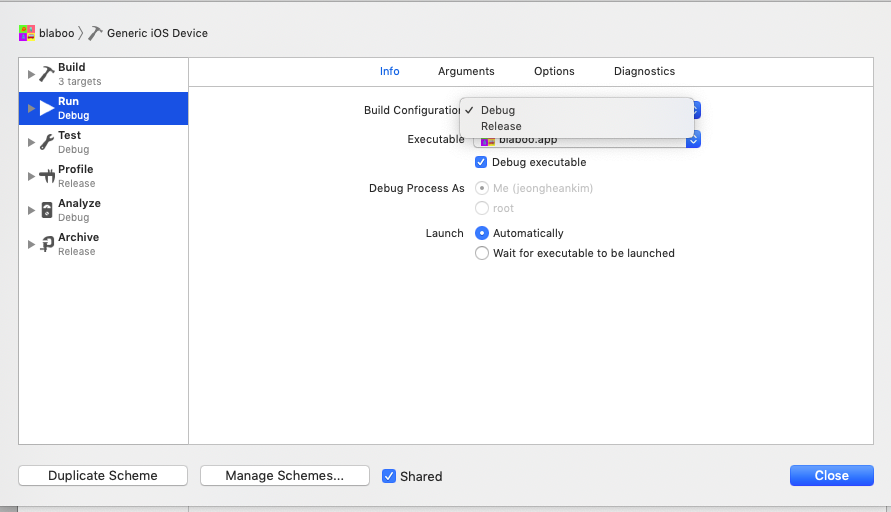 blaboo 〉 Generic iOS Device
Build
3 targets
Run
Debug
Test
Debug
Profile
Release
Analyze
Debug
Archive
Release
Info Arguments Options Diagnostics
Build Configuration
Debug
Release
Executable blaboo.app
Debug executable
Debug Process As Me (jeongheankim)
root
Launch Automatically
Wait for executable to be launched
Duplicate Scheme Manage Schemes... Shared Close